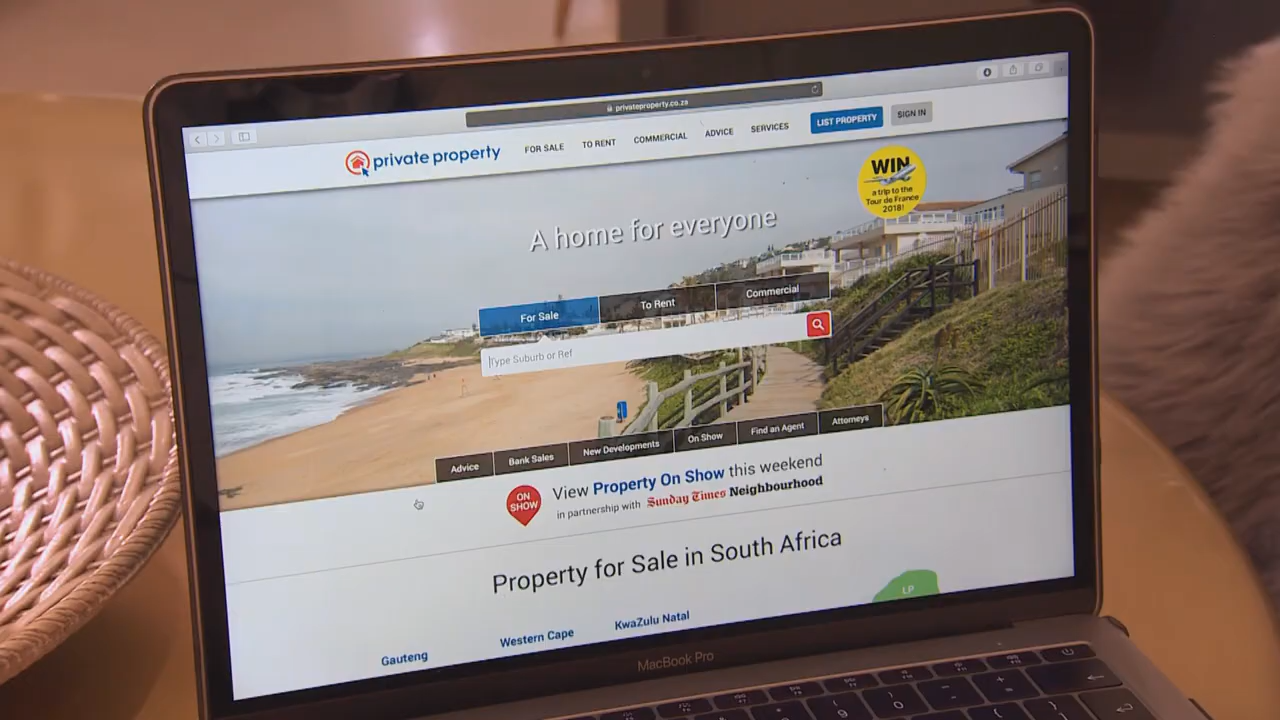 privateproperty.co.za
private property FOR SALE TO RENT COMMERCIAL ADVICE SERVICES LIST PROPERTY SIGN IN
WIN
a trip to the
Tour de France
2018!
A home for everyone
For Sale To Rent Commercial
Type Suburb or Ref
Advice Bank Sales New Developments On Show Find an Agent Attorneys
ON
SHOW
View Property On Show this weekend
in partnership with Sunday Times Neighbourhood
Property for Sale in South Africa
LP
Gauteng Western Cape KwaZulu Natal
MacBook Pro